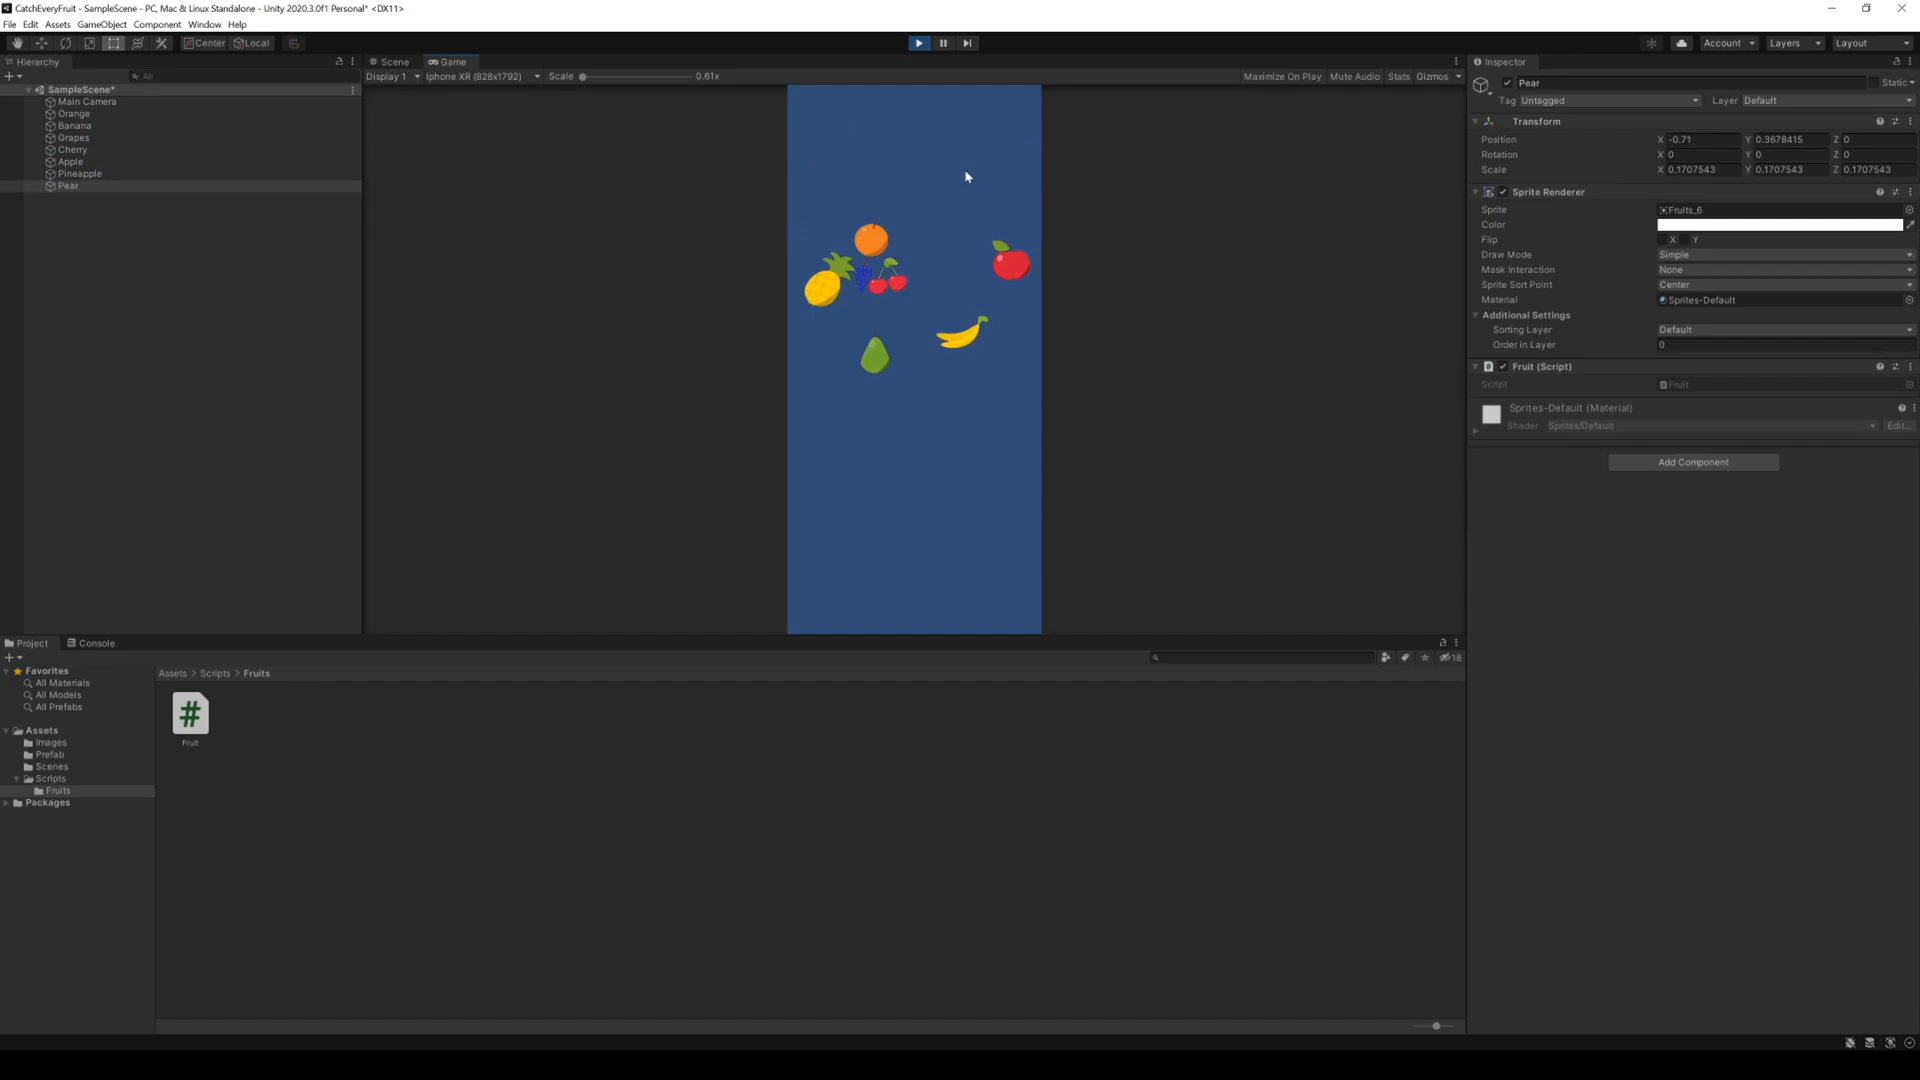 CatchEveryFruit - SampleScene - PC, Mac & Linux Standalone - Unity 2020.3.0f1 Personal* <DX11>
File Edit Assets GameObject Component Window Help
Center Local
Account Layers Layout
Hierarchy
All
SampleScene*
Main Camera
Orange
Banana
Grapes
Cherry
Apple
Pineapple
Pear
Scene Game
Display 1 Iphone XR (828x1792) Scale 0.61x Maximize On Play Mute Audio Stats Gizmos
Inspector
Pear Static
Tag Untagged Layer Default
Transform
Position X -0.71 Y 0.3678415 Z 0
Rotation X 0 Y 0 Z 0
Scale X 0.1707543 Y 0.1707543 Z 0.1707543
Sprite Renderer
Sprite Fruits_6
Color
Flip X Y
Draw Mode Simple
Mask Interaction None
Sprite Sort Point Center
Material Sprites-Default
Additional Settings
Sorting Layer Default
Order in Layer 0
Fruit (Script)
Script Fruit
Sprites-Default (Material)
Shader Sprites/Default Edit...
Add Component
Project Console
18
Favorites
All Materials
All Models
All Prefabs
Assets
Images
Prefab
Scenes
Scripts
Fruits
Packages
Assets > Scripts > Fruits
#
Fruit